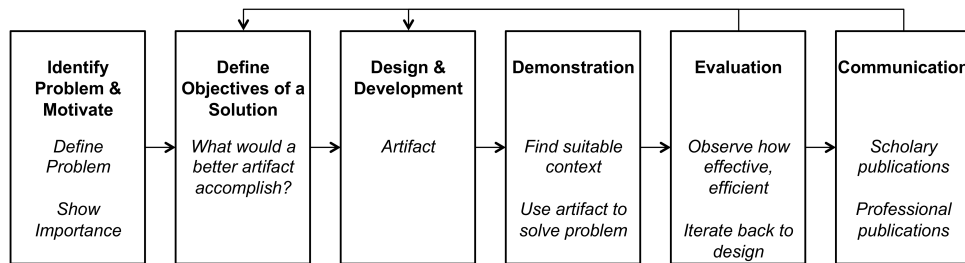 Identify
Problem &
Motivate
Define
Problem
Show
Importance
Define
Objectives of a
Solution
What would a
better artifact
accomplish?
Design &
Development
Artifact
Demonstration
Find suitable
context
Use artifact to
solve problem
Evaluation
Observe how
effective,
efficient
Iterate back to
design
Communication
Scholary
publications
Professional
publications